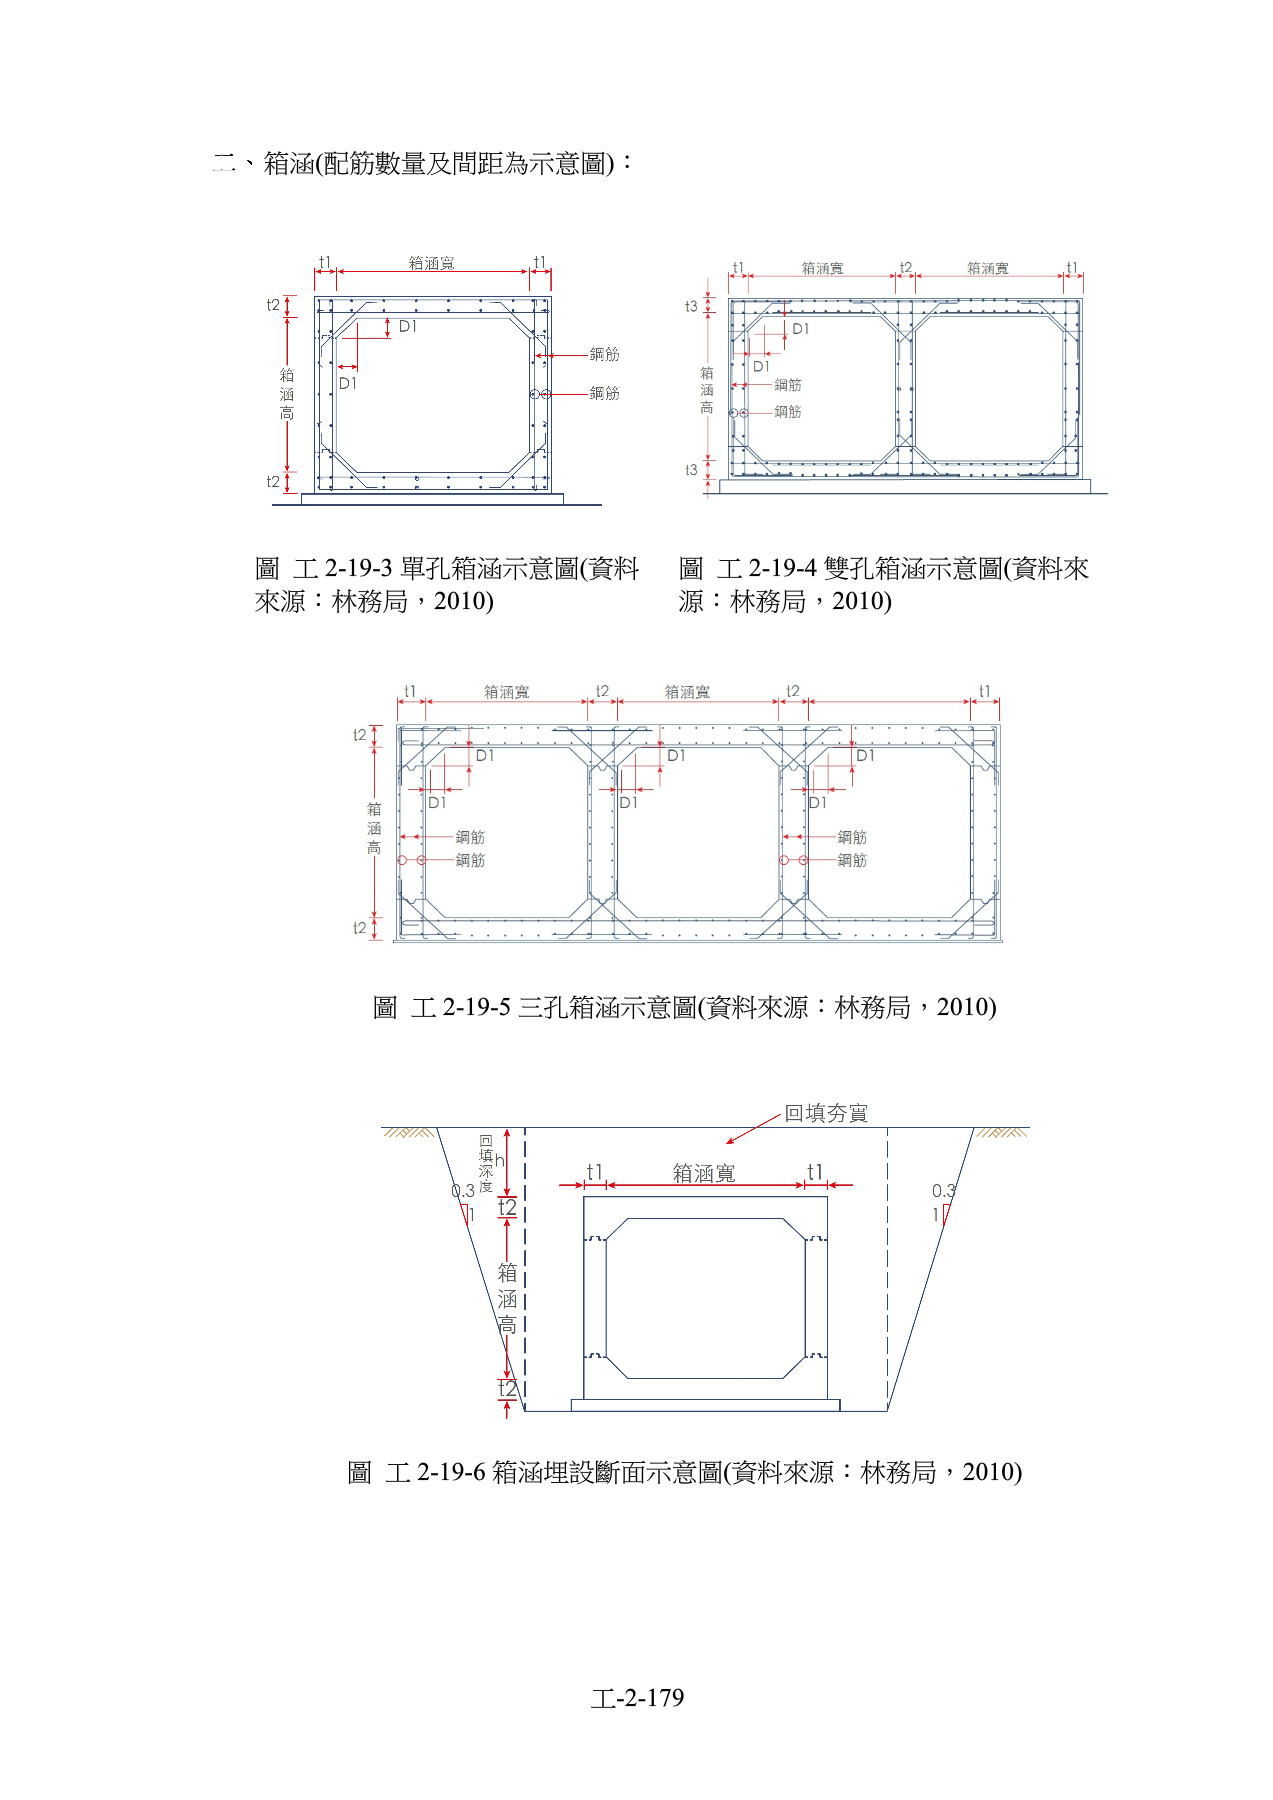 二、箱涵(配筋數量及間距為示意圖)：
t1 箱涵寬 t1
t2
D1
鋼筋
D1
箱涵高
鋼筋
t2
t1 箱涵寬 t2 箱涵寬 t1
t3
D1
D1
箱涵高
鋼筋
鋼筋
t3
圖 工 2-19-3 單孔箱涵示意圖(資料
來源：林務局，2010)
圖 工 2-19-4 雙孔箱涵示意圖(資料來
源：林務局，2010)
t1 箱涵寬 t2 箱涵寬 t2 t1
t2
D1 D1 D1
D1 D1 D1
箱涵高
鋼筋 鋼筋
鋼筋 鋼筋
t2
圖 工 2-19-5 三孔箱涵示意圖(資料來源：林務局，2010)
回填夯實
回填深度
h
t1 箱涵寬 t1
0.3 0.3
t2
1 1
箱涵高
t2
圖 工 2-19-6 箱涵埋設斷面示意圖(資料來源：林務局，2010)
工-2-179